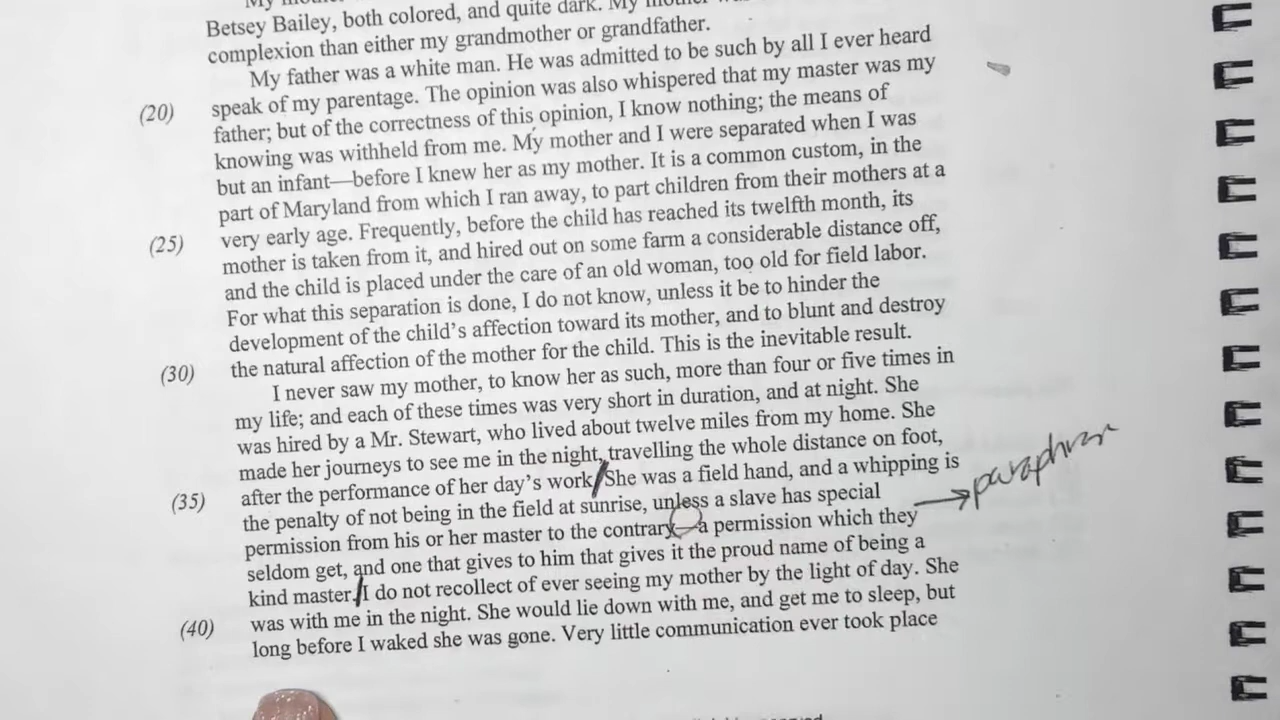 Betsey Bailey, both colored, and quite dark. My mother
complexion than either my grandmother or grandfather.
My father was a white man. He was admitted to be such by all I ever heard
(20) speak of my parentage. The opinion was also whispered that my master was my
father; but of the correctness of this opinion, I know nothing; the means of
knowing was withheld from me. My mother and I were separated when I was
but an infant—before I knew her as my mother. It is a common custom, in the
part of Maryland from which I ran away, to part children from their mothers at a
(25) very early age. Frequently, before the child has reached its twelfth month, its
mother is taken from it, and hired out on some farm a considerable distance off,
and the child is placed under the care of an old woman, too old for field labor.
For what this separation is done, I do not know, unless it be to hinder the
development of the child's affection toward its mother, and to blunt and destroy
(30) the natural affection of the mother for the child. This is the inevitable result.
I never saw my mother, to know her as such, more than four or five times in
my life; and each of these times was very short in duration, and at night. She
was hired by a Mr. Stewart, who lived about twelve miles from my home. She
made her journeys to see me in the night, travelling the whole distance on foot,
(35) after the performance of her day's work. She was a field hand, and a whipping is
the penalty of not being in the field at sunrise, unless a slave has special
permission from his or her master to the contrary—a permission which they
seldom get, and one that gives to him that gives it the proud name of being a
kind master. I do not recollect of ever seeing my mother by the light of day. She
(40) was with me in the night. She would lie down with me, and get me to sleep, but
long before I waked she was gone. Very little communication ever took place